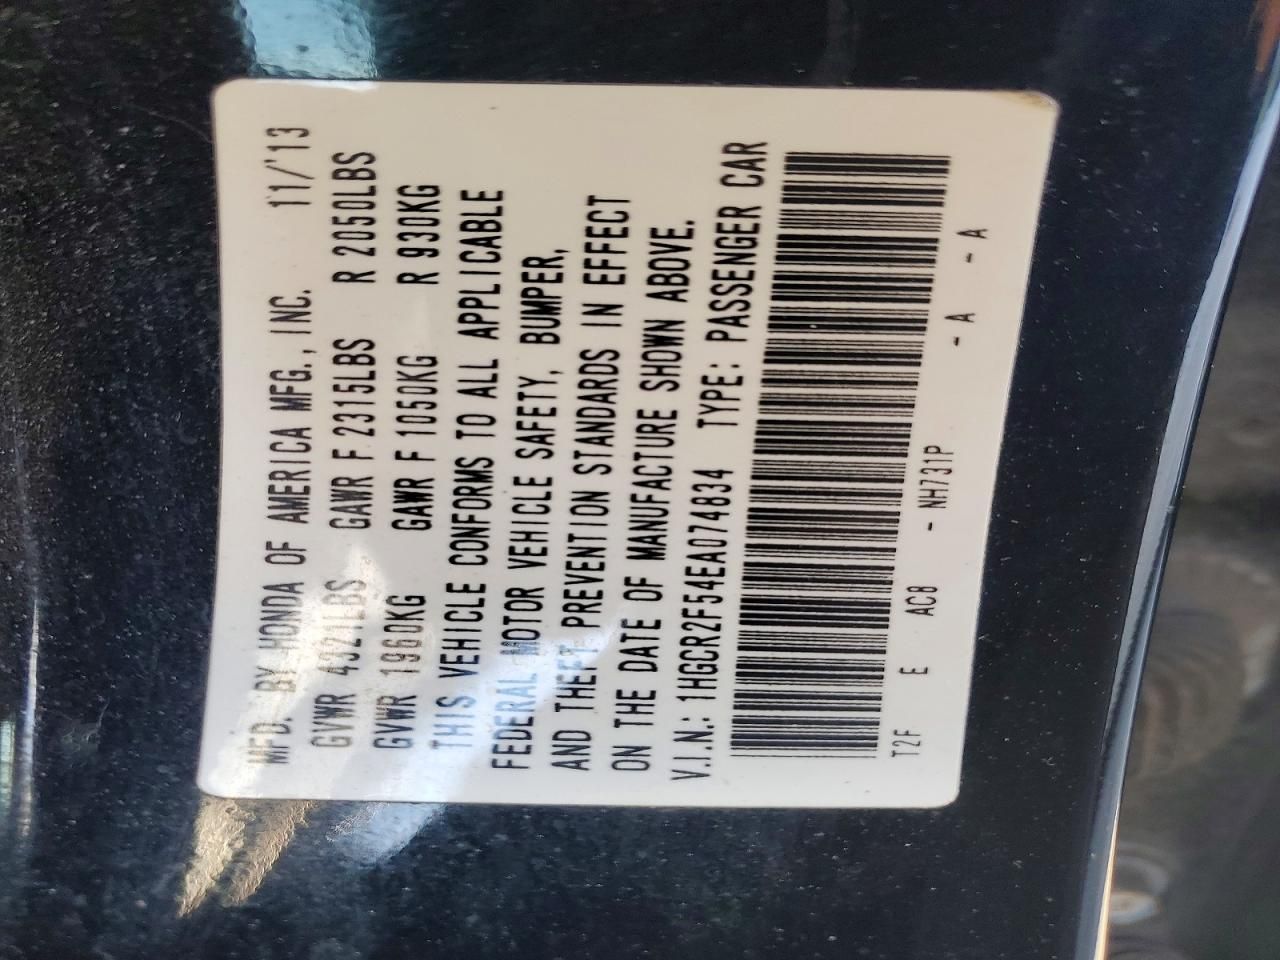 MFD. BY HONDA OF AMERICA MFG., INC. 11/'13
GVWR 4321LBS GAWR F 2315LBS R 2050LBS
GVWR 1960KG GAWR F 1050KG R 930KG
THIS VEHICLE CONFORMS TO ALL APPLICABLE
FEDERAL MOTOR VEHICLE SAFETY, BUMPER,
AND THEFT PREVENTION STANDARDS IN EFFECT
ON THE DATE OF MANUFACTURE SHOWN ABOVE.
V.I.N.: 1HGCR2F54EA074834 TYPE: PASSENGER CAR
T2F E AC8 - NH731P - A - A